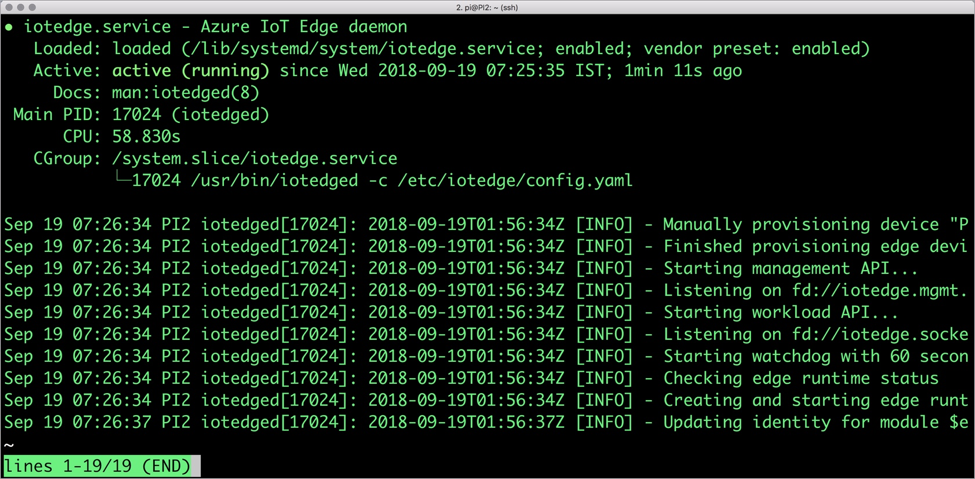 2. pi@PI2: ~ (ssh)
● iotedge.service - Azure IoT Edge daemon
Loaded: loaded (/lib/systemd/system/iotedge.service; enabled; vendor preset: enabled)
Active: active (running) since Wed 2018-09-19 07:25:35 IST; 1min 11s ago
Docs: man:iotedged(8)
Main PID: 17024 (iotedged)
CPU: 58.830s
CGroup: /system.slice/iotedge.service
└─17024 /usr/bin/iotedged -c /etc/iotedge/config.yaml
Sep 19 07:26:34 PI2 iotedged[17024]: 2018-09-19T01:56:34Z [INFO] - Manually provisioning device "P
Sep 19 07:26:34 PI2 iotedged[17024]: 2018-09-19T01:56:34Z [INFO] - Finished provisioning edge devi
Sep 19 07:26:34 PI2 iotedged[17024]: 2018-09-19T01:56:34Z [INFO] - Starting management API...
Sep 19 07:26:34 PI2 iotedged[17024]: 2018-09-19T01:56:34Z [INFO] - Listening on fd://iotedge.mgmt.
Sep 19 07:26:34 PI2 iotedged[17024]: 2018-09-19T01:56:34Z [INFO] - Starting workload API...
Sep 19 07:26:34 PI2 iotedged[17024]: 2018-09-19T01:56:34Z [INFO] - Listening on fd://iotedge.socke
Sep 19 07:26:34 PI2 iotedged[17024]: 2018-09-19T01:56:34Z [INFO] - Starting watchdog with 60 secon
Sep 19 07:26:34 PI2 iotedged[17024]: 2018-09-19T01:56:34Z [INFO] - Checking edge runtime status
Sep 19 07:26:34 PI2 iotedged[17024]: 2018-09-19T01:56:34Z [INFO] - Creating and starting edge runt
Sep 19 07:26:37 PI2 iotedged[17024]: 2018-09-19T01:56:37Z [INFO] - Updating identity for module $e
~
lines 1-19/19 (END)